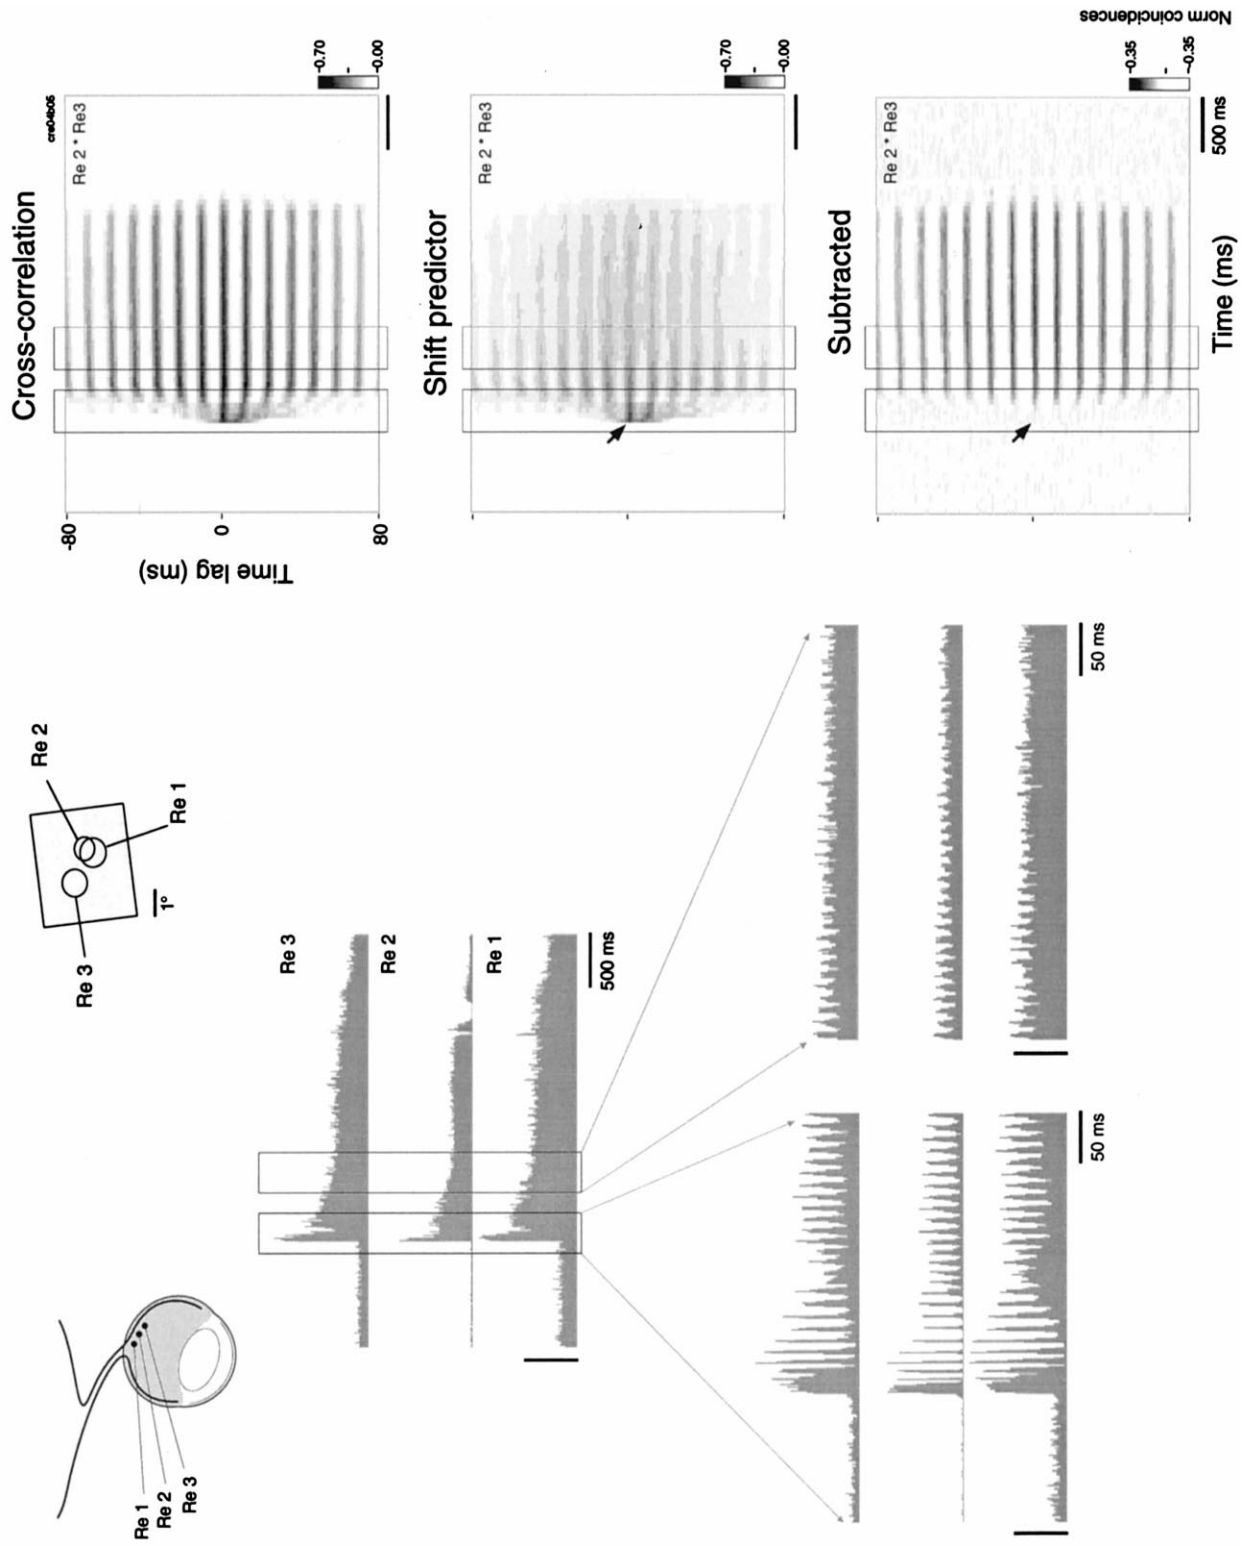 Re 1
Re 2
Re 3
Re 3
Re 2
Re 1
1°
Re 3
Re 2
Re 1
500 ms
50 ms
50 ms
Cross-correlation
cre04b05
Re 2 * Re3
-80
0
80
Time lag (ms)
-0.70
-
-0.00
Shift predictor
Re 2 * Re3
-0.70
-
-0.00
Subtracted
Re 2 * Re3
-0.35
-
-0.35
Norm coincidences
500 ms
Time (ms)